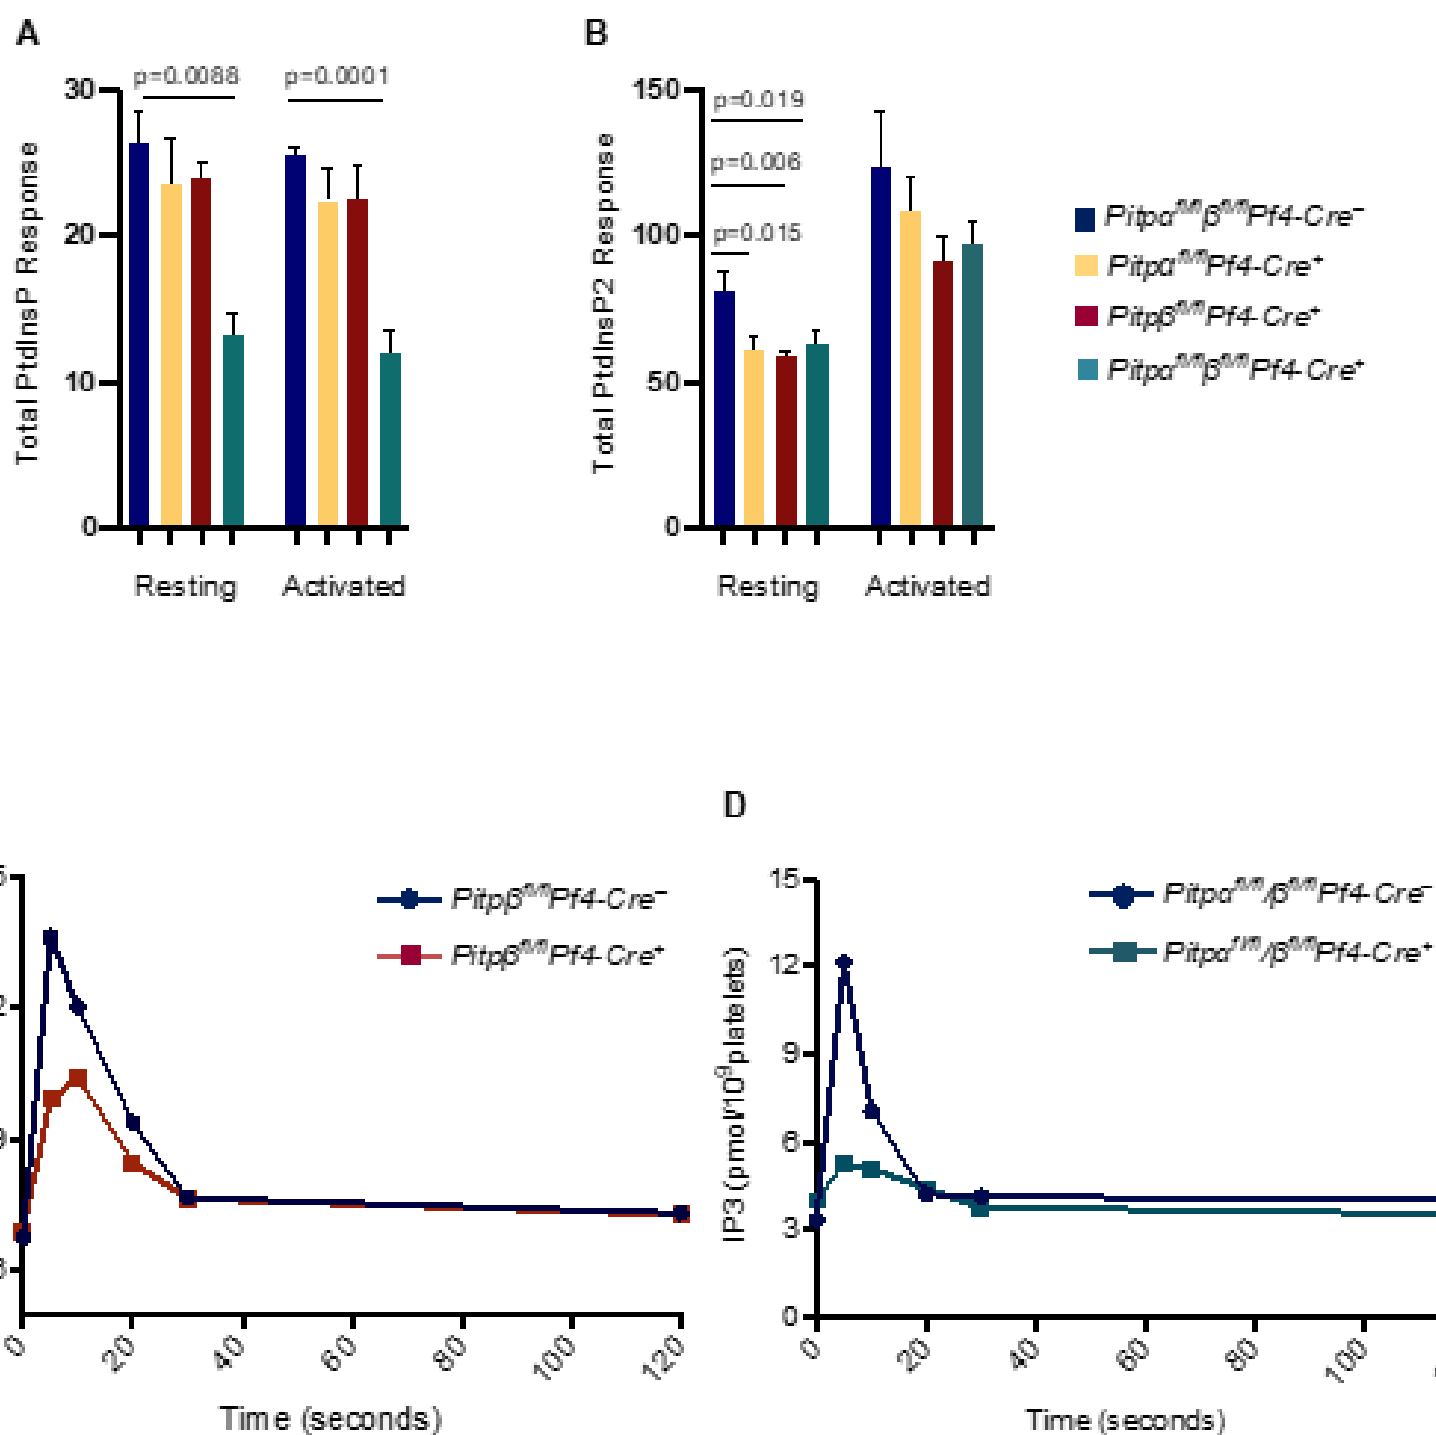 A
B
p=0.0088
p=0.0001
30
20
10
0
Total PtdInsP Response
Resting
Activated
p=0.019
p=0.006
p=0.015
150
100
50
0
Total PtdInsP2 Response
Resting
Activated
Pitpα^fl/fl β^fl/fl Pf4-Cre⁻
Pitpα^fl/fl Pf4-Cre⁺
Pitpβ^fl/fl Pf4-Cre⁺
Pitpα^fl/fl β^fl/fl Pf4-Cre⁺
Pitpβ^fl/fl Pf4-Cre⁻
Pitpβ^fl/fl Pf4-Cre⁺
0
20
40
60
80
100
120
Time (seconds)
D
Pitpα^fl/fl/β^fl/fl Pf4-Cre⁻
Pitpα^fl/fl/β^fl/fl Pf4-Cre⁺
15
12
9
6
3
0
IP3 (pmol/10⁹platelets)
0
20
40
60
80
100
Time (seconds)